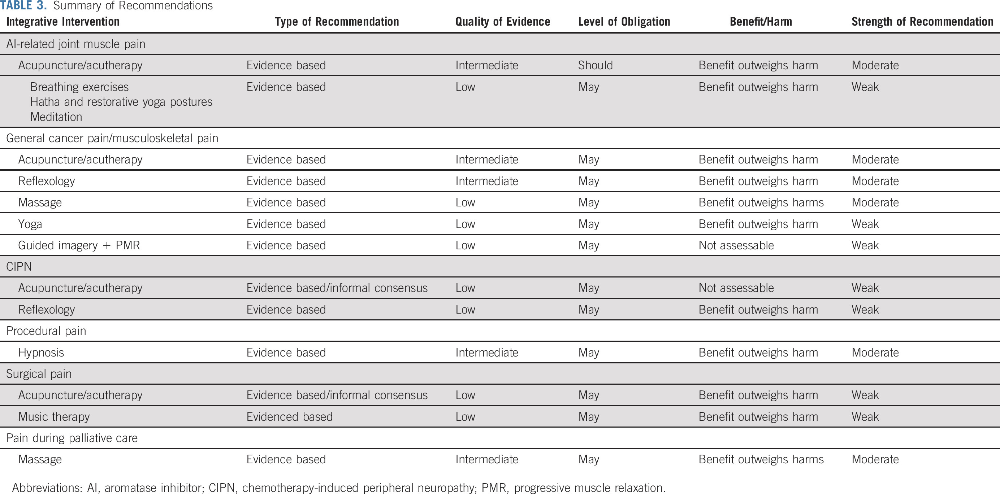 TABLE 3. Summary of Recommendations
Integrative Intervention Type of Recommendation Quality of Evidence Level of Obligation Benefit/Harm Strength of Recommendation
AI-related joint muscle pain
Acupuncture/acutherapy Evidence based Intermediate Should Benefit outweighs harm Moderate
Breathing exercises Evidence based Low May Benefit outweighs harm Weak
Hatha and restorative yoga postures
Meditation
General cancer pain/musculoskeletal pain
Acupuncture/acutherapy Evidence based Intermediate May Benefit outweighs harm Moderate
Reflexology Evidence based Intermediate May Benefit outweighs harm Moderate
Massage Evidence based Low May Benefit outweighs harms Moderate
Yoga Evidence based Low May Benefit outweighs harm Weak
Guided imagery + PMR Evidence based Low May Not assessable Weak
CIPN
Acupuncture/acutherapy Evidence based/informal consensus Low May Not assessable Weak
Reflexology Evidence based Low May Benefit outweighs harm Weak
Procedural pain
Hypnosis Evidence based Intermediate May Benefit outweighs harm Moderate
Surgical pain
Acupuncture/acutherapy Evidence based/informal consensus Low May Benefit outweighs harm Weak
Music therapy Evidenced based Low May Benefit outweighs harm Weak
Pain during palliative care
Massage Evidence based Intermediate May Benefit outweighs harms Moderate
Abbreviations: AI, aromatase inhibitor; CIPN, chemotherapy-induced peripheral neuropathy; PMR, progressive muscle relaxation.